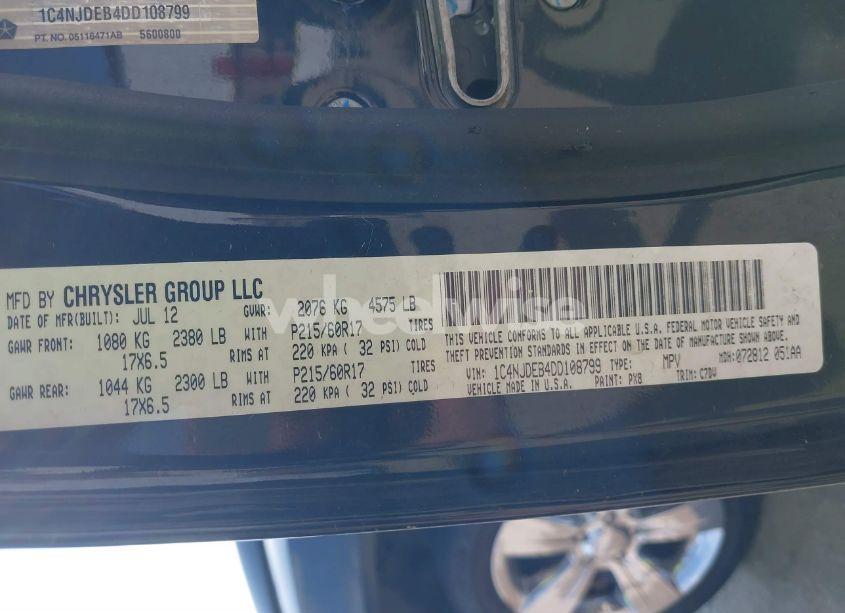 1C4NJDEB4DD108799
PT. NO. 05116471AB 5600800
MFD BY CHRYSLER GROUP LLC
DATE OF MFR(BUILT): JUL 12 GVWR: 2076 KG 4575 LB
GAWR FRONT: 1080 KG 2380 LB WITH P215/60R17 TIRES
17X6.5 RIMS AT 220 KPA ( 32 PSI) COLD
GAWR REAR: 1044 KG 2300 LB WITH P215/60R17 TIRES
17X6.5 RIMS AT 220 KPA ( 32 PSI) COLD
THIS VEHICLE CONFORMS TO ALL APPLICABLE U.S.A. FEDERAL MOTOR VEHICLE SAFETY AND
THEFT PREVENTION STANDARDS IN EFFECT ON THE DATE OF MANUFACTURE SHOWN ABOVE.
VIN: 1C4NJDEB4DD108799 TYPE: MPV MDH: 072812 051AA
VEHICLE MADE IN U.S.A. PAINT: PX8 TRIM: C7DV
wheelwise